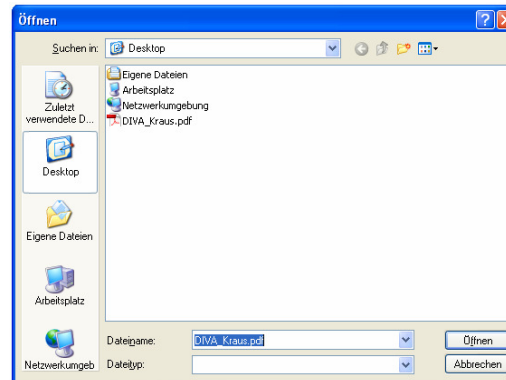 Öffnen
Suchen in:
Desktop
Zuletzt
verwendete D...
Desktop
Eigene Dateien
Arbeitsplatz
Netzwerkumgeb
Eigene Dateien
Arbeitsplatz
Netzwerkumgebung
DIVA_Kraus.pdf
Dateiname:
DIVA_Kraus.pdf
Öffnen
Dateityp:
Abbrechen